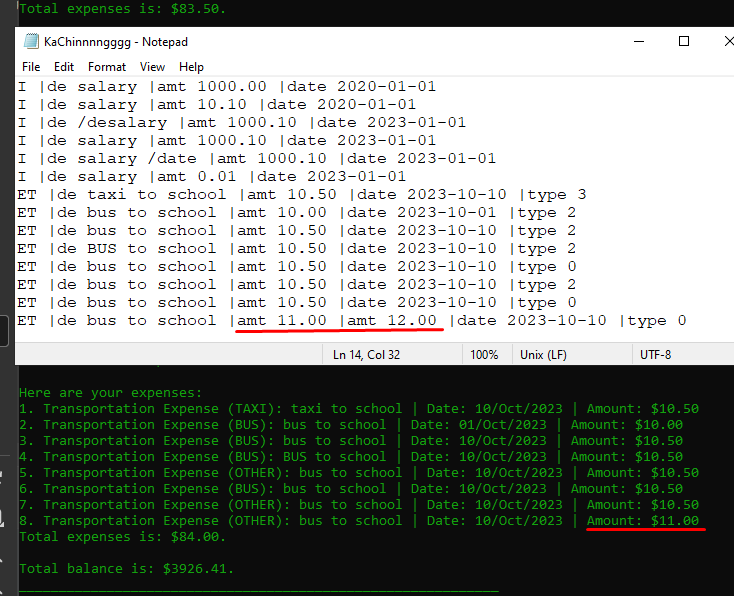 Total expenses is: $83.50.
KaChinnnngggg - Notepad
File Edit Format View Help
I |de salary |amt 1000.00 |date 2020-01-01
I |de salary |amt 10.10 |date 2020-01-01
I |de /desalary |amt 1000.10 |date 2023-01-01
I |de salary |amt 1000.10 |date 2023-01-01
I |de salary /date |amt 1000.10 |date 2023-01-01
I |de salary |amt 0.01 |date 2023-01-01
ET |de taxi to school |amt 10.50 |date 2023-10-10 |type 3
ET |de bus to school |amt 10.00 |date 2023-10-01 |type 2
ET |de bus to school |amt 10.50 |date 2023-10-10 |type 2
ET |de BUS to school |amt 10.50 |date 2023-10-10 |type 2
ET |de bus to school |amt 10.50 |date 2023-10-10 |type 0
ET |de bus to school |amt 10.50 |date 2023-10-10 |type 2
ET |de bus to school |amt 10.50 |date 2023-10-10 |type 0
ET |de bus to school |amt 11.00 |amt 12.00 |date 2023-10-10 |type 0
Ln 14, Col 32 100% Unix (LF) UTF-8
Here are your expenses:
1. Transportation Expense (TAXI): taxi to school | Date: 10/Oct/2023 | Amount: $10.50
2. Transportation Expense (BUS): bus to school | Date: 01/Oct/2023 | Amount: $10.00
3. Transportation Expense (BUS): bus to school | Date: 10/Oct/2023 | Amount: $10.50
4. Transportation Expense (BUS): BUS to school | Date: 10/Oct/2023 | Amount: $10.50
5. Transportation Expense (OTHER): bus to school | Date: 10/Oct/2023 | Amount: $10.50
6. Transportation Expense (BUS): bus to school | Date: 10/Oct/2023 | Amount: $10.50
7. Transportation Expense (OTHER): bus to school | Date: 10/Oct/2023 | Amount: $10.50
8. Transportation Expense (OTHER): bus to school | Date: 10/Oct/2023 | Amount: $11.00
Total expenses is: $84.00.
Total balance is: $3926.41.